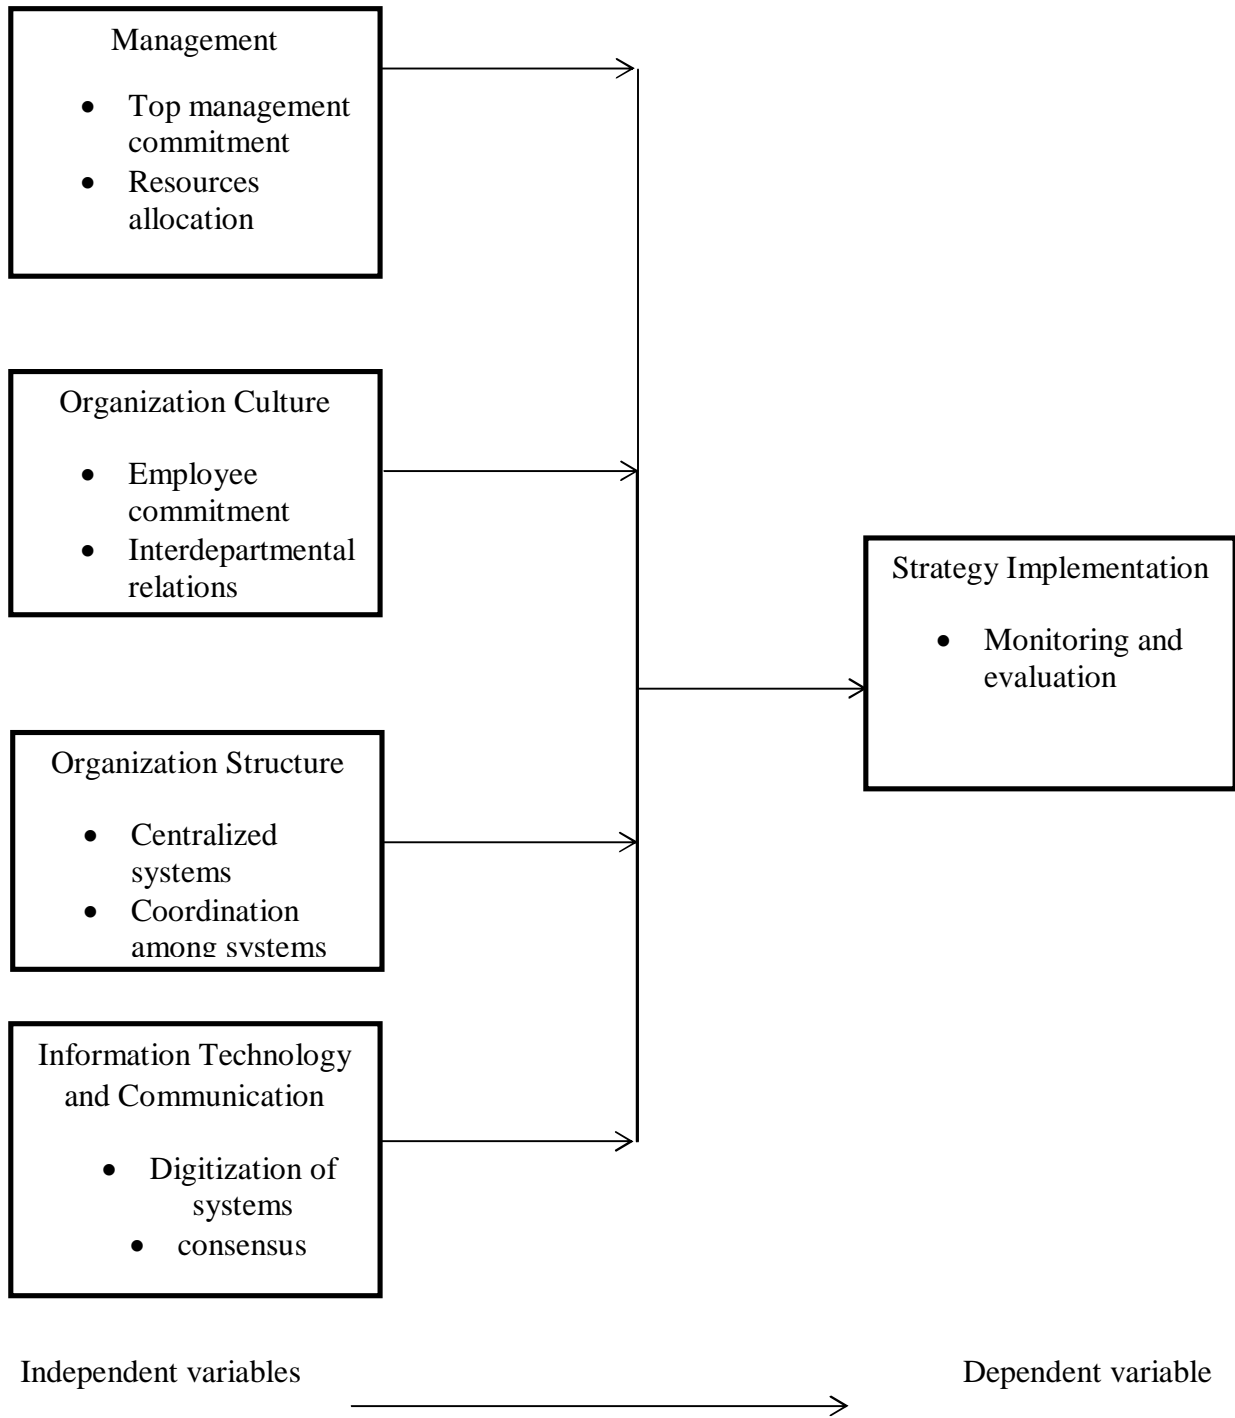 Management
• Top management
commitment
• Resources
allocation
Organization Culture
• Employee
commitment
• Interdepartmental
relations
Strategy Implementation
• Monitoring and
evaluation
Organization Structure
• Centralized
systems
• Coordination
among systems
Information Technology
and Communication
• Digitization of
systems
• consensus
Independent variables
Dependent variable